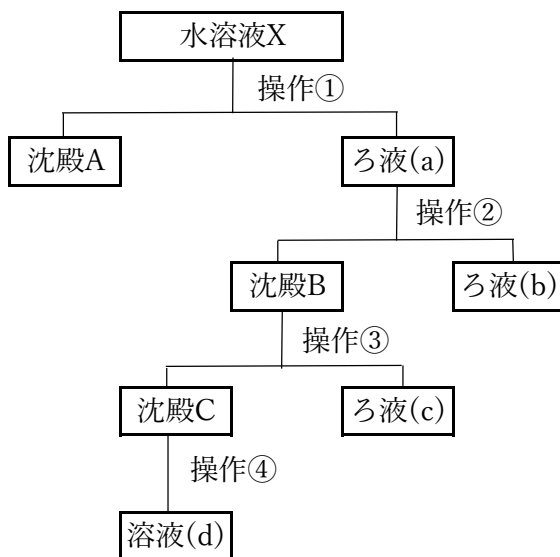 水溶液X
操作①
沈殿A
ろ液(a)
操作②
沈殿B
ろ液(b)
操作③
沈殿C
ろ液(c)
操作④
溶液(d)